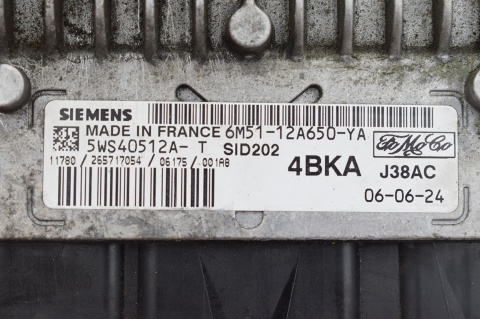 SIEMENS
MADE IN FRANCE 6M51-12A650-YA
5WS40512A- T SID202
FoMoCo
11780 / 265717054 / 06175 / 001A8
4BKA J38AC
06-06-24